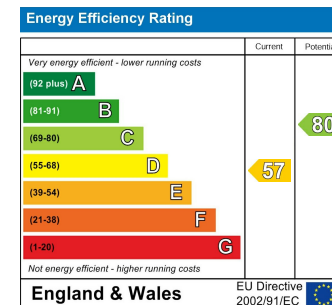 Energy Efficiency Rating
Current Potenti
Very energy efficient - lower running costs
(92 plus) A
(81-91) B
(69-80) C
80
(55-68) D
57
(39-54) E
(21-38) F
(1-20) G
Not energy efficient - higher running costs
England & Wales
EU Directive
2002/91/EC